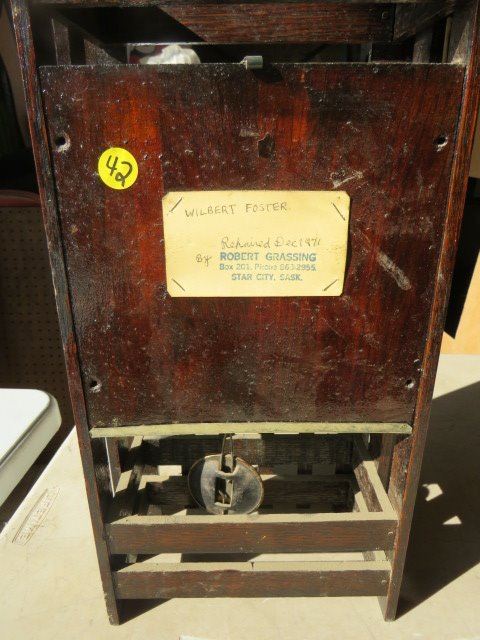 42
WILBERT FOSTER.
Repaired Dec 1971
By ROBERT GRASSING
Box 201, Phone 863-2955
STAR CITY, SASK.